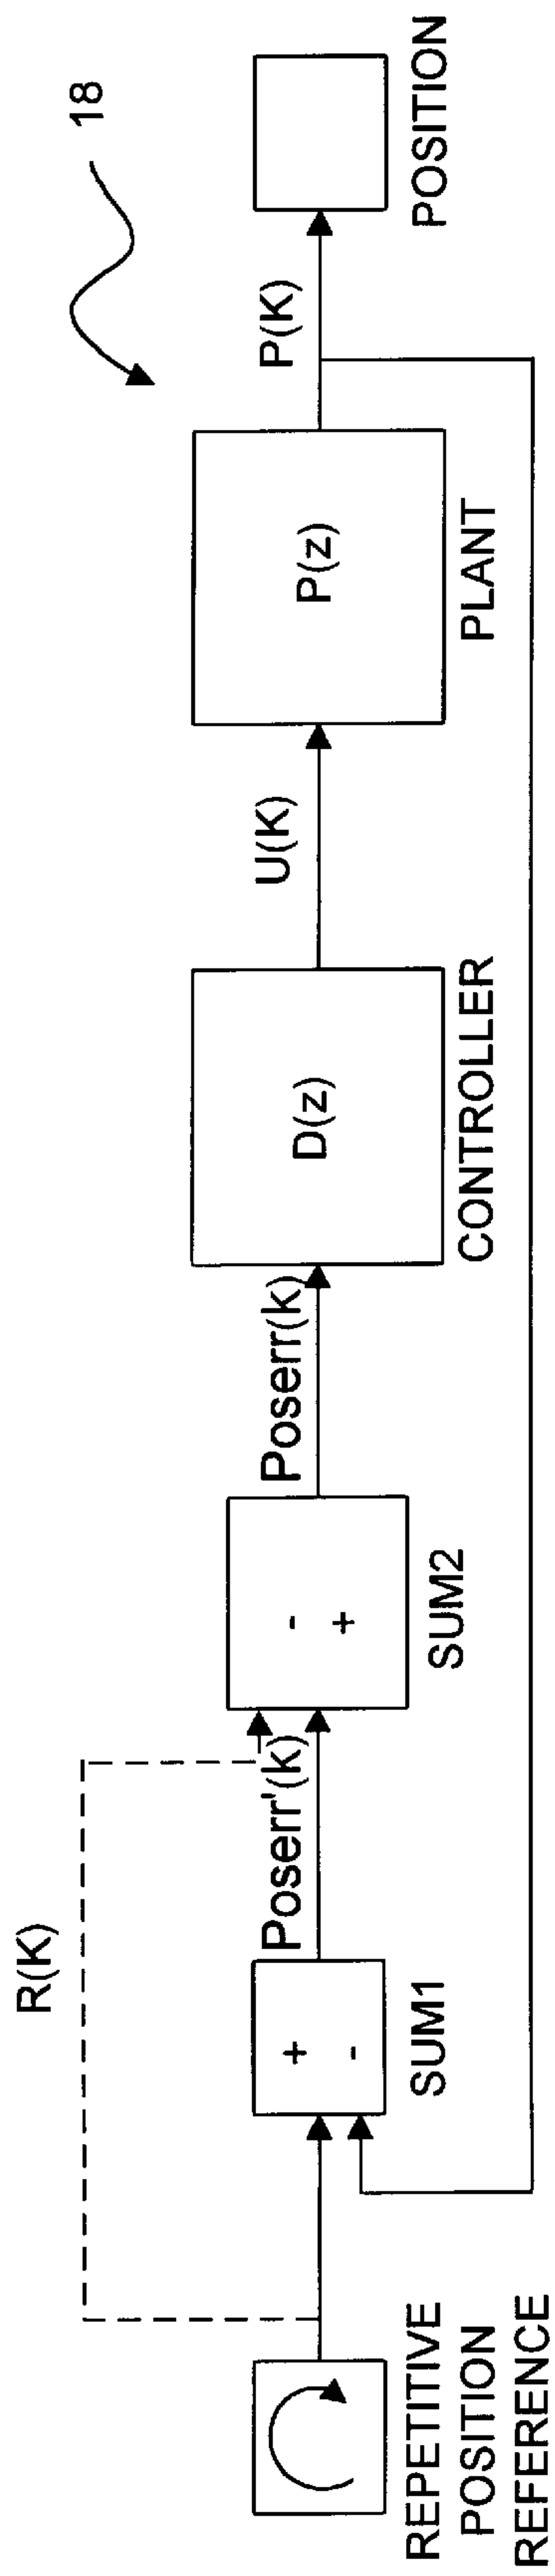 18
R(K)
Poserr'(k)
Poserr(k)
U(K)
P(K)
+
-
-
+
D(z)
P(z)
REPETITIVE
POSITION
REFERENCE
SUM1
SUM2
CONTROLLER
PLANT
POSITION